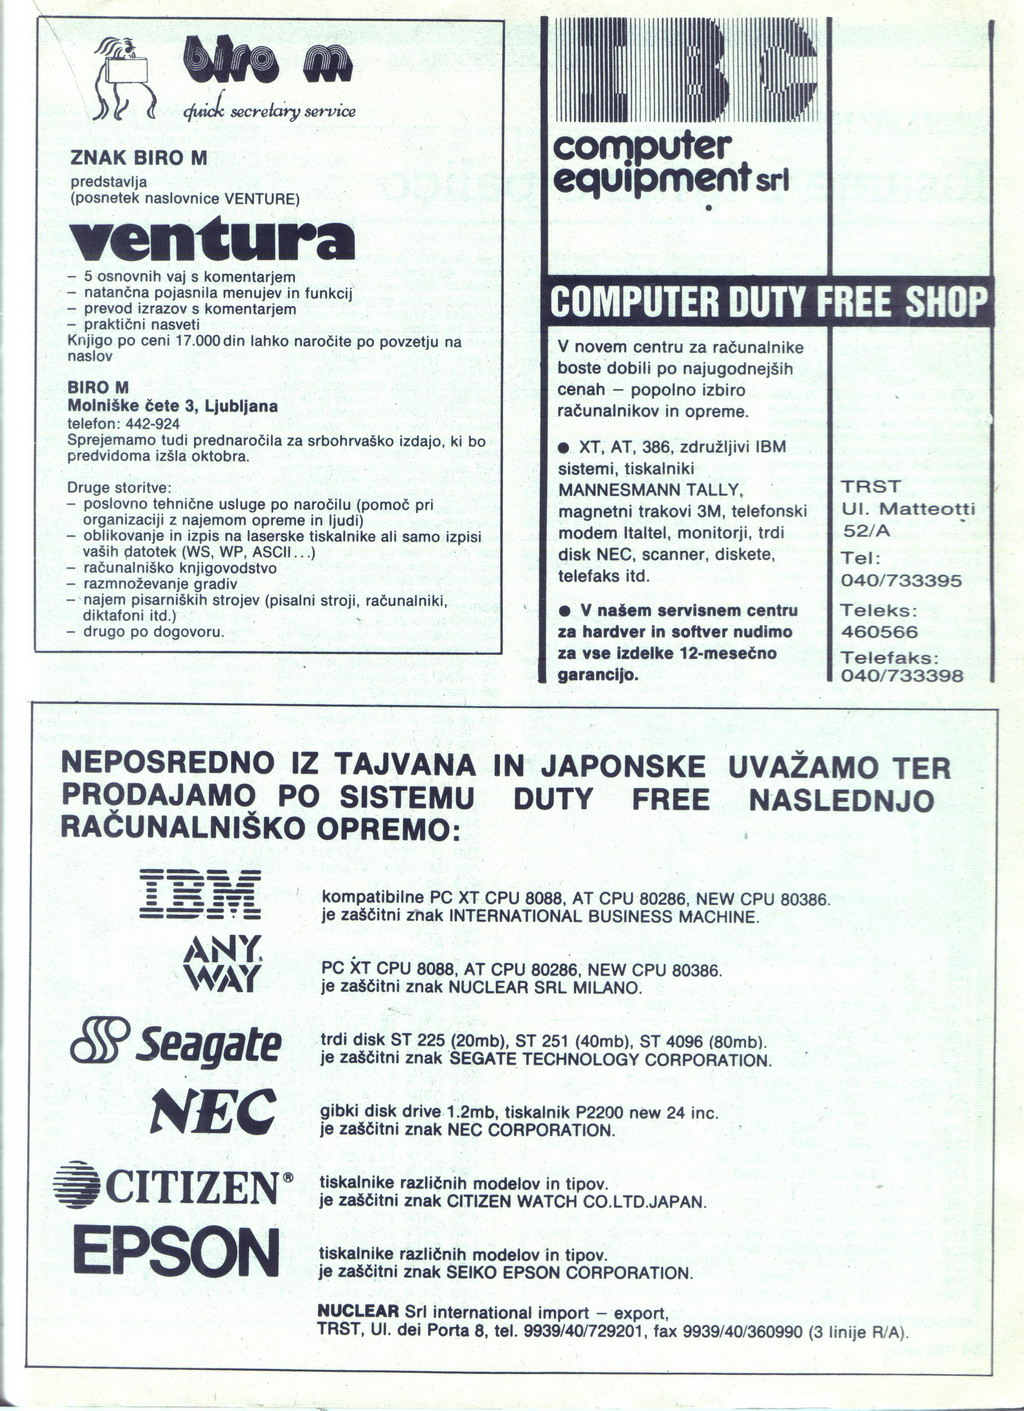 biro m
quick secretary service
ZNAK BIRO M
predstavlja
(posnetek naslovnice VENTURE)
ventura
– 5 osnovnih vaj s komentarjem
– natančna pojasnila menujev in funkcij
– prevod izrazov s komentarjem
– praktični nasveti
Knjigo po ceni 17.000 din lahko naročite po povzetju na
naslov
BIRO M
Molniške čete 3, Ljubljana
telefon: 442-924
Sprejemamo tudi prednaročila za srbohrvaško izdajo, ki bo
predvidoma izšla oktobra.
Druge storitve:
– poslovno tehnične usluge po naročilu (pomoč pri
organizaciji z najemom opreme in ljudi)
– oblikovanje in izpis na laserske tiskalnike ali samo izpisi
vaših datotek (WS, WP, ASCII...)
– računalniško knjigovodstvo
– razmnoževanje gradiv
– najem pisarniških strojev (pisalni stroji, računalniki,
diktafoni itd.)
– drugo po dogovoru.
IBC
computer
equipment srl
COMPUTER DUTY FREE SHOP
V novem centru za računalnike
boste dobili po najugodnejših
cenah – popolno izbiro
računalnikov in opreme.
● XT, AT, 386, združljivi IBM
sistemi, tiskalniki
MANNESMANN TALLY,
magnetni trakovi 3M, telefonski
modem Italtel, monitorji, trdi
disk NEC, scanner, diskete,
telefaks itd.
● V našem servisnem centru
za hardver in softver nudimo
za vse izdelke 12-mesečno
garancijo.
TRST
Ul. Matteotti
52/A
Tel:
040/733395
Teleks:
460566
Telefaks:
040/733398
NEPOSREDNO IZ TAJVANA IN JAPONSKE UVAŽAMO TER
PRODAJAMO PO SISTEMU DUTY FREE NASLEDNJO
RAČUNALNIŠKO OPREMO:
IBM
kompatibilne PC XT CPU 8088, AT CPU 80286, NEW CPU 80386.
je zaščitni znak INTERNATIONAL BUSINESS MACHINE.
ANY.
WAY
PC XT CPU 8088, AT CPU 80286, NEW CPU 80386.
je zaščitni znak NUCLEAR SRL MILANO.
Seagate
trdi disk ST 225 (20mb), ST 251 (40mb), ST 4096 (80mb).
je zaščitni znak SEGATE TECHNOLOGY CORPORATION.
NEC
gibki disk drive 1.2mb, tiskalnik P2200 new 24 inc.
je zaščitni znak NEC CORPORATION.
CITIZEN®
tiskalnike različnih modelov in tipov.
je zaščitni znak CITIZEN WATCH CO.LTD.JAPAN.
EPSON
tiskalnike različnih modelov in tipov.
je zaščitni znak SEIKO EPSON CORPORATION.
NUCLEAR Srl international import – export,
TRST, Ul. dei Porta 8, tel. 9939/40/729201, fax 9939/40/360990 (3 linije R/A).